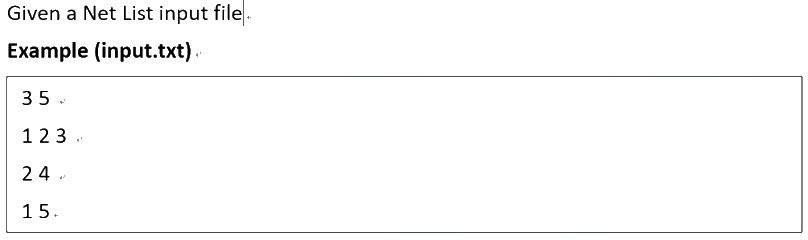 Given a Net List input file
Example (input.txt)
3 5
1 2 3
2 4
1 5